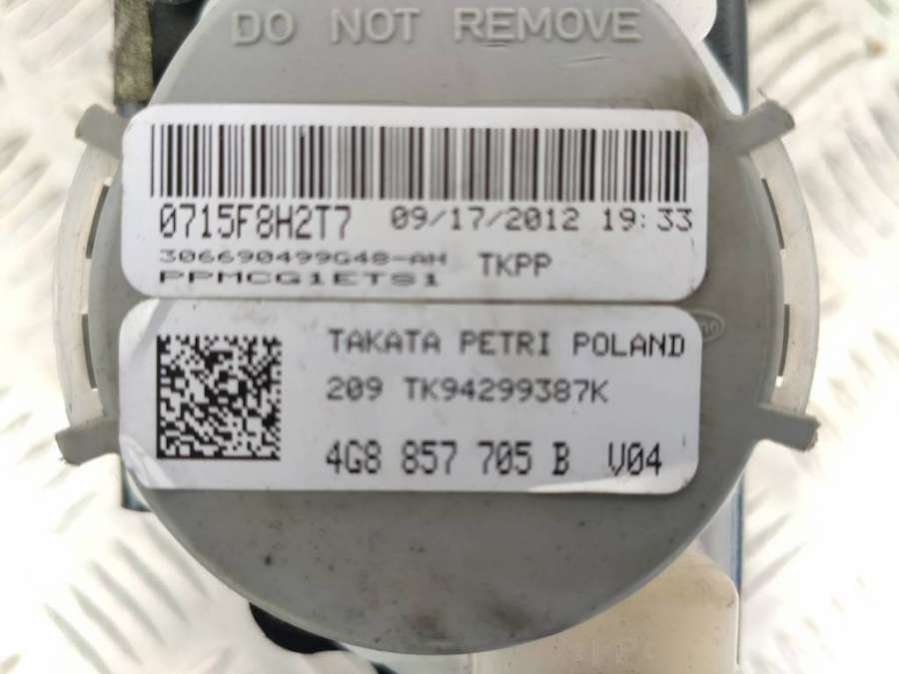 DO NOT REMOVE
0715F8H2T7 09/17/2012 19:33
306690499G48-AH TKPP
PPMCG1ETS1
TAKATA PETRI POLAND
209 TK94299387K
4G8 857 705 B V04